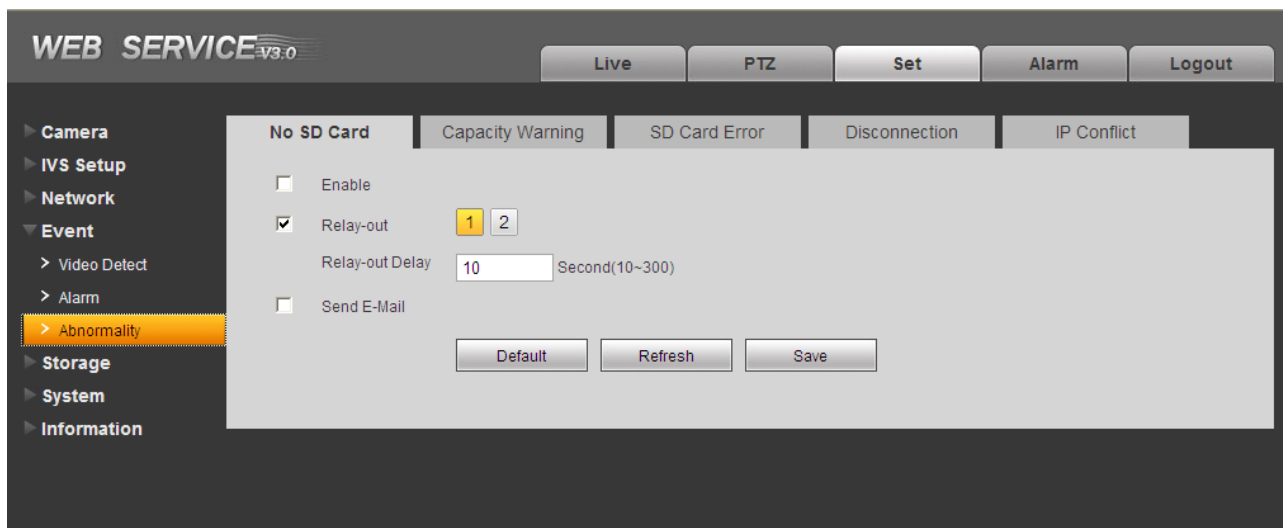 WEB SERVICE V3.0
Live PTZ Set Alarm Logout
Camera
IVS Setup
Network
Event
> Video Detect
> Alarm
> Abnormality
Storage
System
Information
No SD Card Capacity Warning SD Card Error Disconnection IP Conflict
Enable
Relay-out 1 2
Relay-out Delay 10 Second(10~300)
Send E-Mail
Default Refresh Save